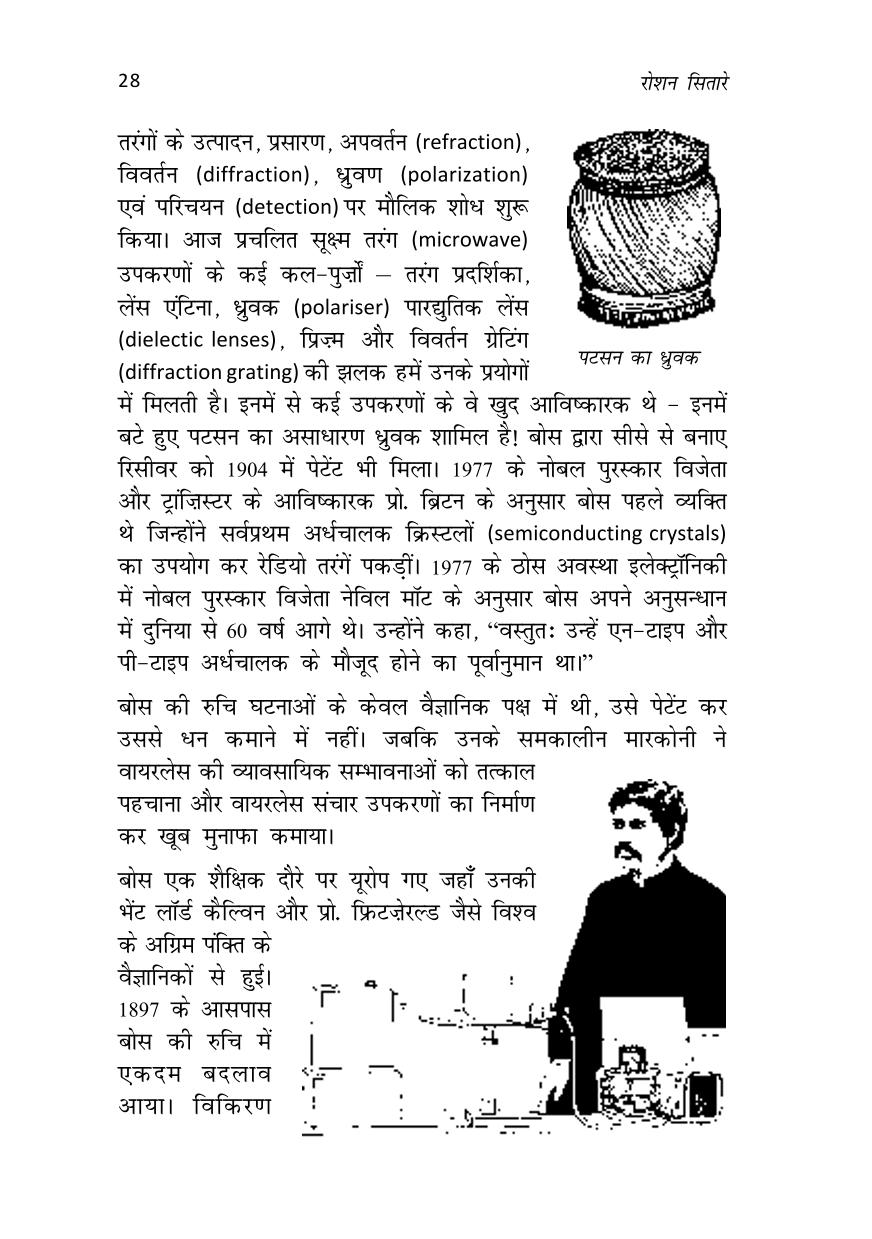 28 रोशन सितारे
तरंगों के उत्पादन, प्रसारण, अपवर्तन (refraction),
विवर्तन (diffraction), ध्रुवण (polarization)
एवं परिचयन (detection) पर मौलिक शोध शुरू
किया। आज प्रचलित सूक्ष्म तरंग (microwave)
उपकरणों के कई कल-पुर्ज़ों – तरंग प्रदर्शिका,
लेंस एंटिना, ध्रुवक (polariser) पारद्युतिक लेंस
(dielectic lenses), प्रिज़्म और विवर्तन ग्रेटिंग
(diffraction grating) की झलक हमें उनके प्रयोगों
पटसन का ध्रुवक
में मिलती है। इनमें से कई उपकरणों के वे खुद आविष्कारक थे – इनमें
बटे हुए पटसन का असाधारण ध्रुवक शामिल है! बोस द्वारा सीसे से बनाए
रिसीवर को 1904 में पेटेंट भी मिला। 1977 के नोबल पुरस्कार विजेता
और ट्रांज़िस्टर के आविष्कारक प्रो. ब्रिटन के अनुसार बोस पहले व्यक्ति
थे जिन्होंने सर्वप्रथम अर्धचालक क्रिस्टलों (semiconducting crystals)
का उपयोग कर रेडियो तरंगें पकड़ीं। 1977 के ठोस अवस्था इलेक्ट्रॉनिकी
में नोबल पुरस्कार विजेता नेविल मॉट के अनुसार बोस अपने अनुसन्धान
में दुनिया से 60 वर्ष आगे थे। उन्होंने कहा, “वस्तुतः उन्हें एन-टाइप और
पी-टाइप अर्धचालक के मौजूद होने का पूर्वानुमान था।”
बोस की रुचि घटनाओं के केवल वैज्ञानिक पक्ष में थी, उसे पेटेंट कर
उससे धन कमाने में नहीं। जबकि उनके समकालीन मारकोनी ने
वायरलेस की व्यावसायिक सम्भावनाओं को तत्काल
पहचाना और वायरलेस संचार उपकरणों का निर्माण
कर खूब मुनाफा कमाया।
बोस एक शैक्षिक दौरे पर यूरोप गए जहाँ उनकी
भेंट लॉर्ड कैल्विन और प्रो. फ्रिटज़ेरल्ड जैसे विश्व
के अग्रिम पंक्ति के
वैज्ञानिकों से हुई।
1897 के आसपास
बोस की रुचि में
एकदम बदलाव
आया। विकिरण